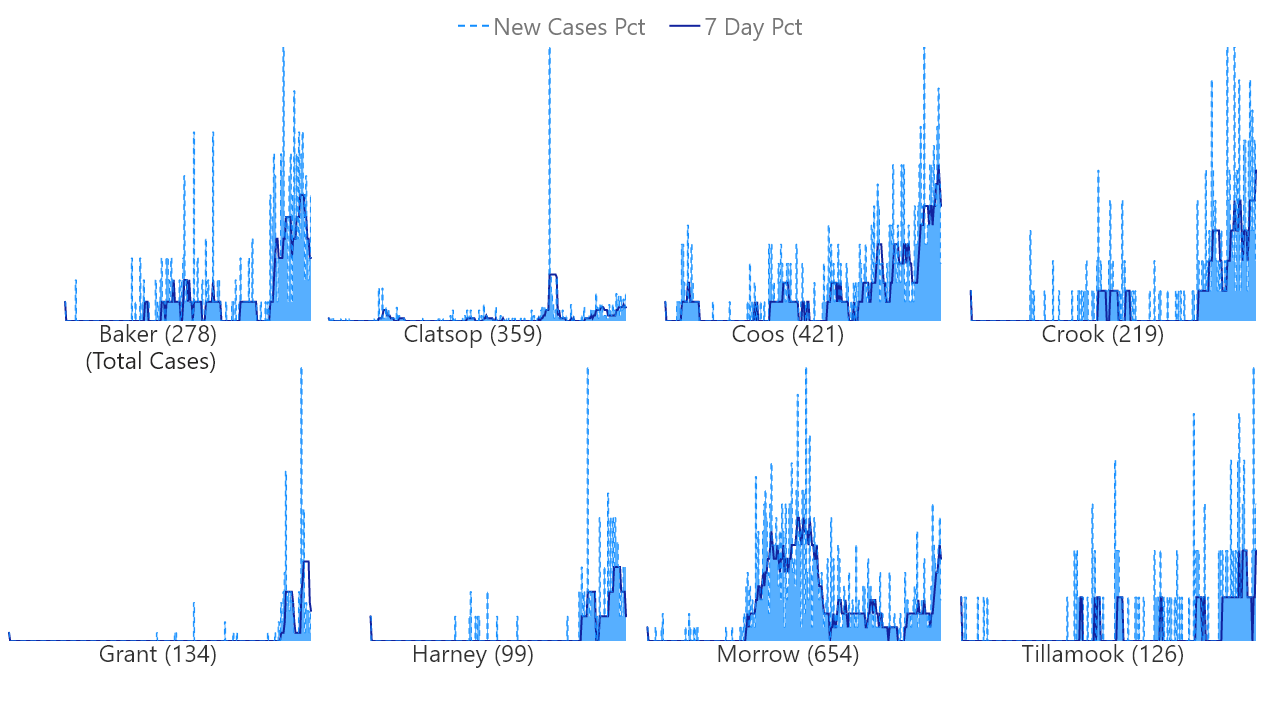 New Cases Pct 7 Day Pct
Baker (278) Clatsop (359) Coos (421) Crook (219)
(Total Cases)
Grant (134) Harney (99) Morrow (654) Tillamook (126)